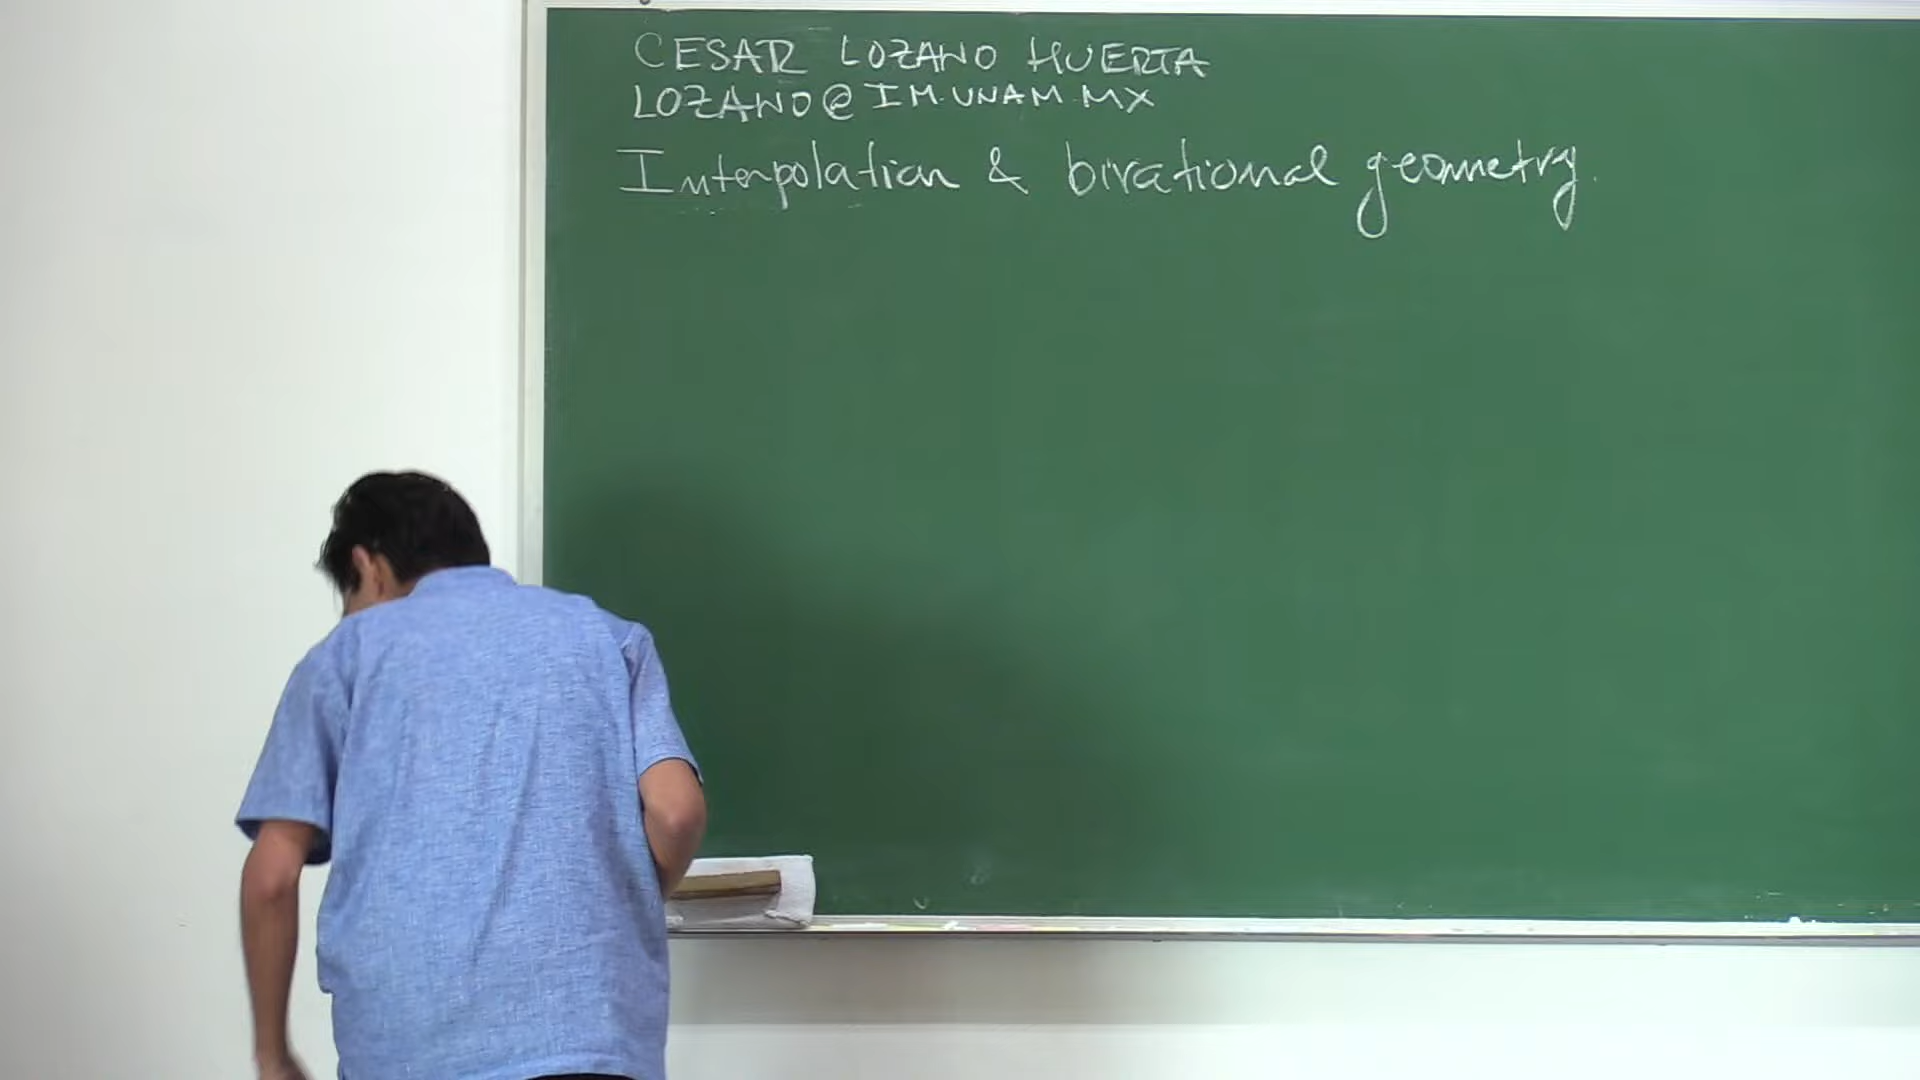 CESAR LOZANO HUERTA
LOZANO@IM.UNAM.MX
Interpolation & birational geometry.